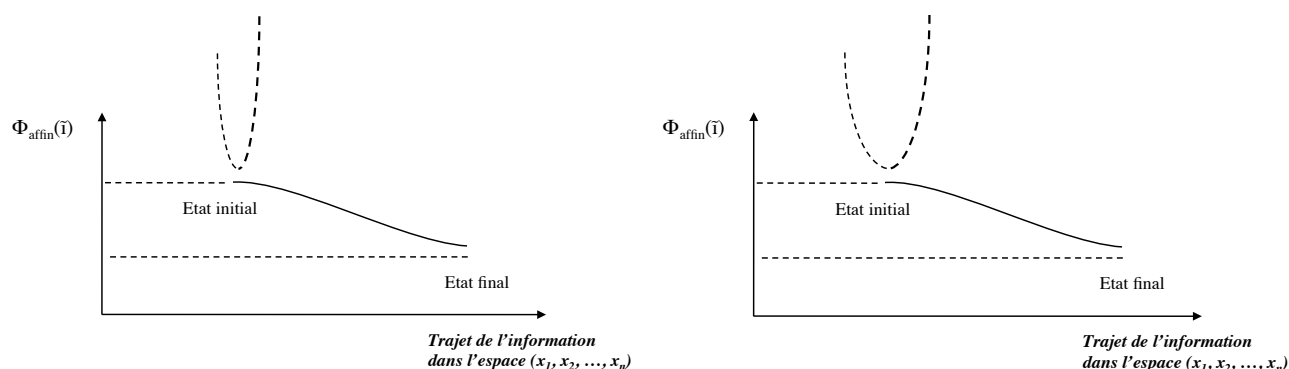 Φaffin(ĩ)
Etat initial
Etat final
Trajet de l'information
dans l'espace (x1, x2, …, xn)
Φaffin(ĩ)
Etat initial
Etat final
Trajet de l'information
dans l'espace (x1, x2, …, xn)